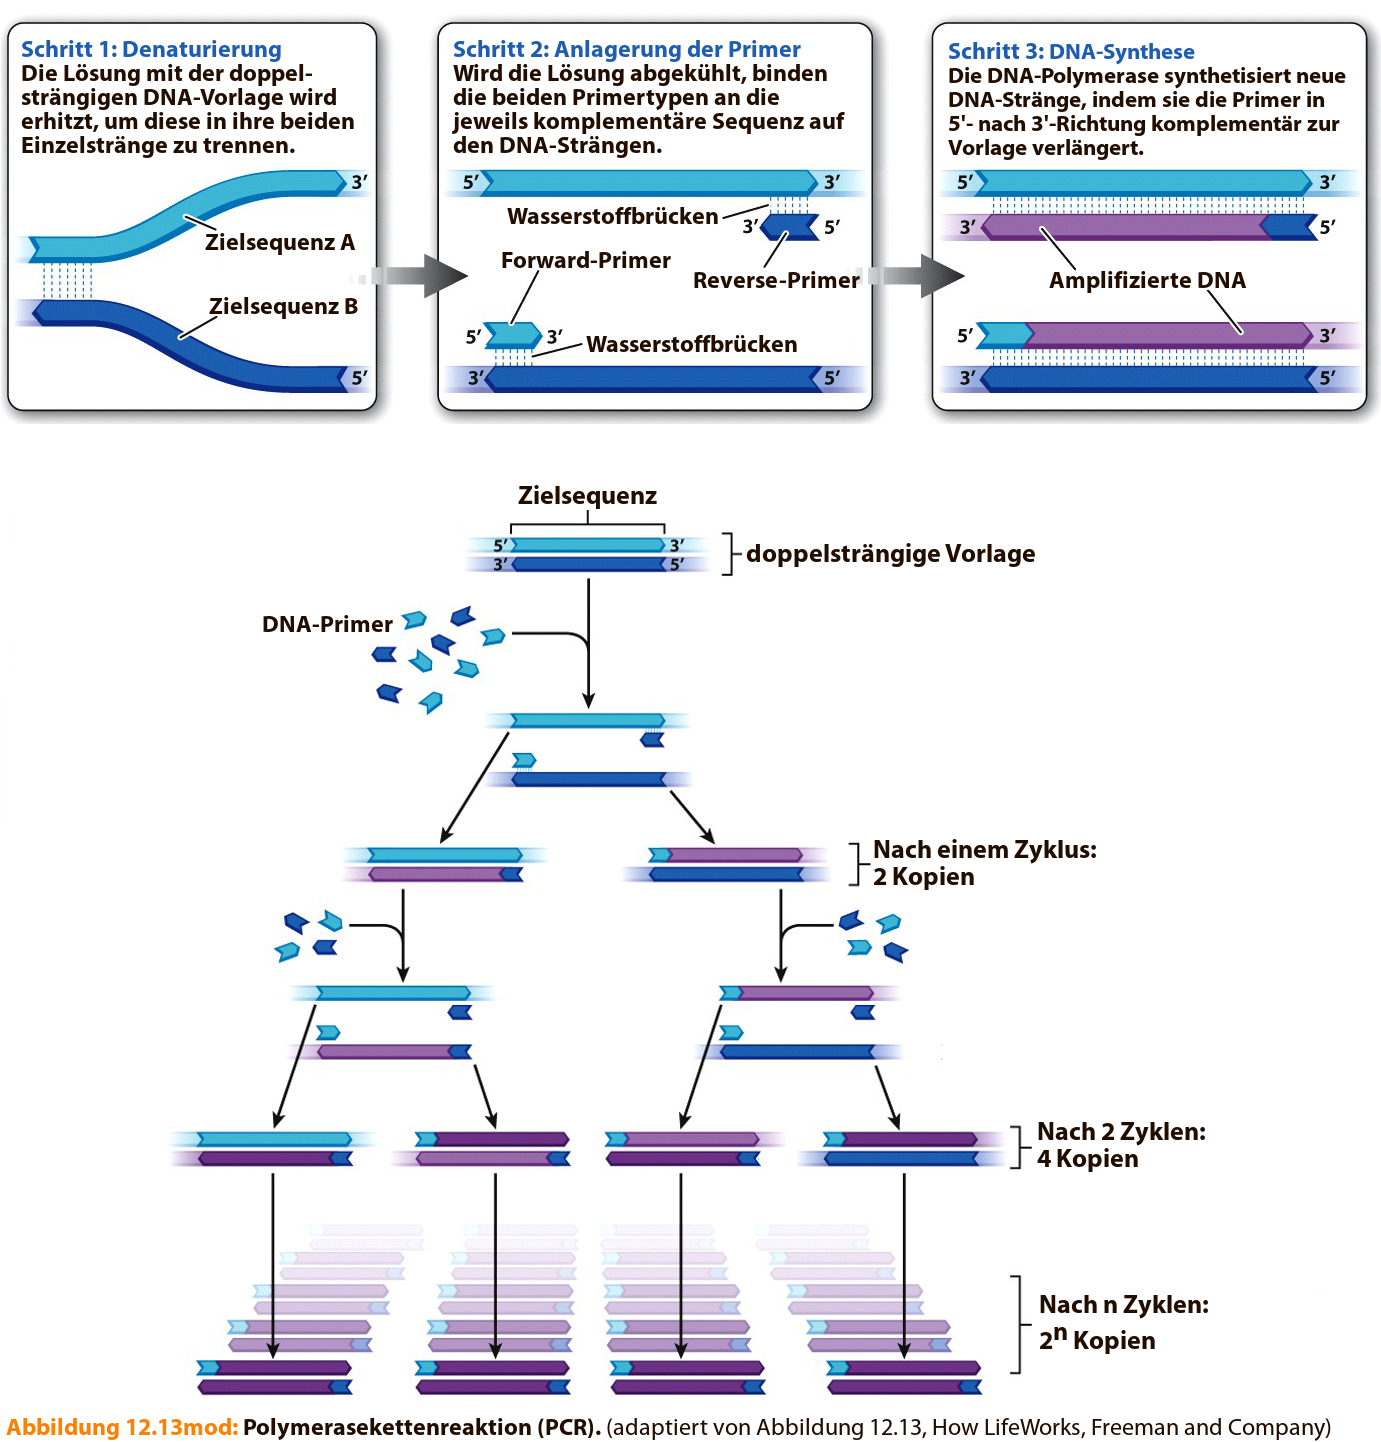 Schritt 1: Denaturierung
Die Lösung mit der doppel-
strängigen DNA-Vorlage wird
erhitzt, um diese in ihre beiden
Einzelstränge zu trennen.
3’
Zielsequenz A
Zielsequenz B
5’
Schritt 2: Anlagerung der Primer
Wird die Lösung abgekühlt, binden
die beiden Primertypen an die
jeweils komplementäre Sequenz auf
den DNA-Strängen.
5’ 3’
Wasserstoffbrücken
3’ 5’
Forward-Primer
Reverse-Primer
5’ 3’
Wasserstoffbrücken
3’ 5’
Schritt 3: DNA-Synthese
Die DNA-Polymerase synthetisiert neue
DNA-Stränge, indem sie die Primer in
5'- nach 3'-Richtung komplementär zur
Vorlage verlängert.
5’ 3’
3’ 5’
Amplifizierte DNA
5’ 3’
3’ 5’
Zielsequenz
5’ 3’
3’ 5’
doppelsträngige Vorlage
DNA-Primer
Nach einem Zyklus:
2 Kopien
Nach 2 Zyklen:
4 Kopien
Nach n Zyklen:
2ⁿ Kopien
Abbildung 12.13mod: Polymerasekettenreaktion (PCR). (adaptiert von Abbildung 12.13, How LifeWorks, Freeman and Company)